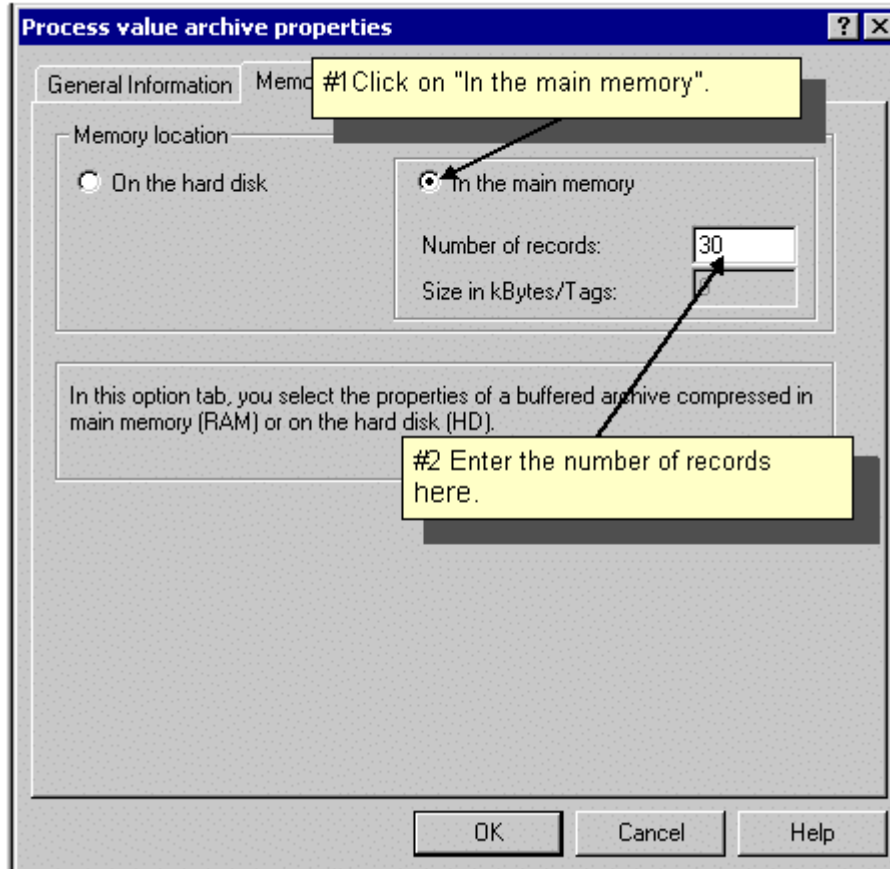 Process value archive properties
General Information
Memo
#1Click on "In the main memory".
Memory location
On the hard disk
In the main memory
Number of records:
30
Size in kBytes/Tags:
In this option tab, you select the properties of a buffered archive compressed in
main memory (RAM) or on the hard disk (HD).
#2 Enter the number of records
here.
OK
Cancel
Help